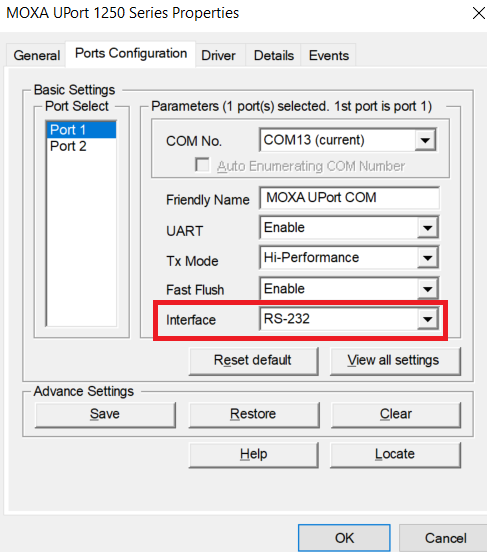 MOXA UPort 1250 Series Properties
General Ports Configuration Driver Details Events
Basic Settings
Port Select
Port 1
Port 2
Parameters (1 port(s) selected. 1st port is port 1)
COM No. COM13 (current)
Auto Enumerating COM Number
Friendly Name MOXA UPort COM
UART Enable
Tx Mode Hi-Performance
Fast Flush Enable
Interface RS-232
Reset default View all settings
Advance Settings
Save Restore Clear
Help Locate
OK Cancel